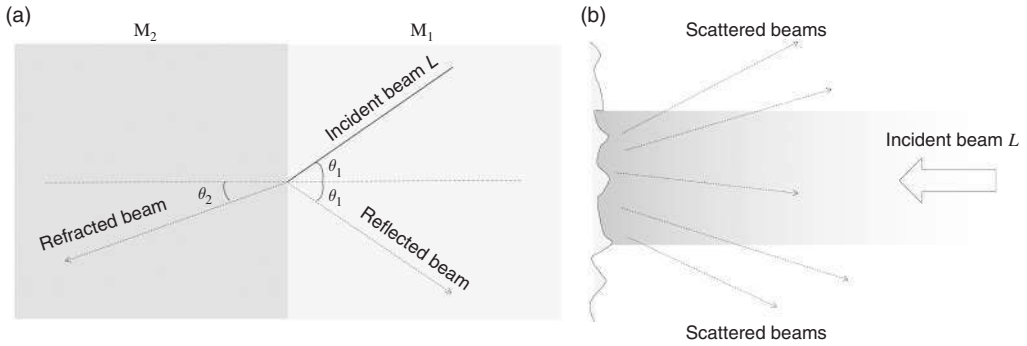 (a)
M₂
M₁
Incident beam L
θ₁
θ₁
θ₂
Refracted beam
Reflected beam
(b)
Scattered beams
Incident beam L
Scattered beams